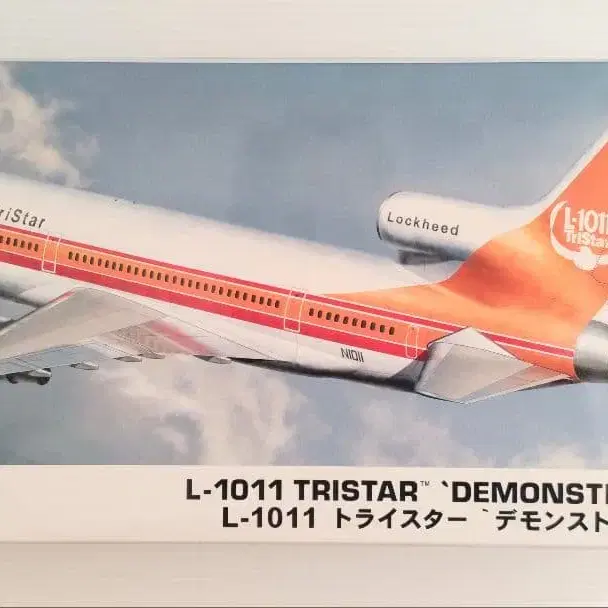 riStar
Lockheed
L-1011
TriStar
N1011
L-1011 TRISTAR™ `DEMONST
L-1011 トライスター `デモンスト